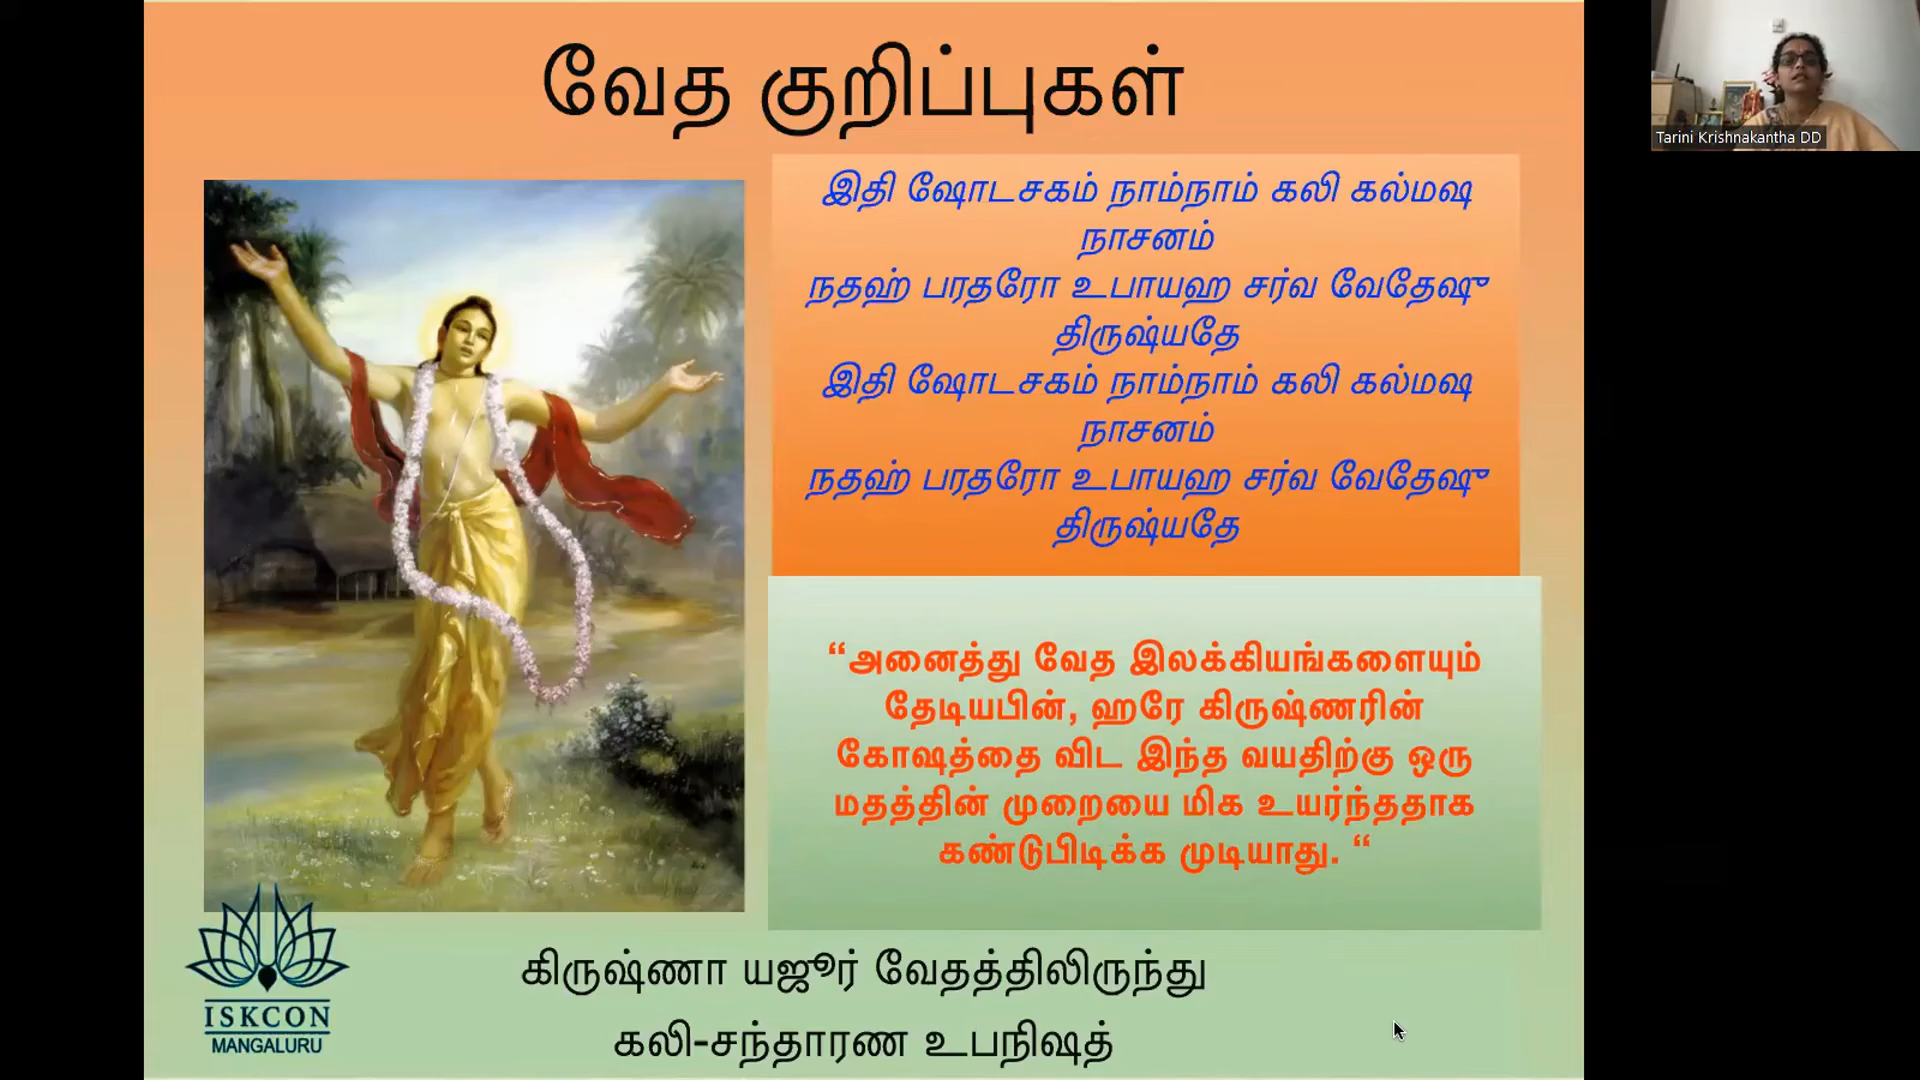 வேத குறிப்புகள்
இதி ஷோடசகம் நாம்நாம் கலி கல்மஷ
நாசனம்
நதஹ் பரதரோ உபாயஹ சர்வ வேதேஷு
திருஷ்யதே
இதி ஷோடசகம் நாம்நாம் கலி கல்மஷ
நாசனம்
நதஹ் பரதரோ உபாயஹ சர்வ வேதேஷு
திருஷ்யதே
“அனைத்து வேத இலக்கியங்களையும்
தேடியபின், ஹரே கிருஷ்ணரின்
கோஷத்தை விட இந்த வயதிற்கு ஒரு
மதத்தின் முறையை மிக உயர்ந்ததாக
கண்டுபிடிக்க முடியாது. “
கிருஷ்ணா யஜூர் வேதத்திலிருந்து
கலி-சந்தாரண உபநிஷத்
ISKCON
MANGALURU
Tarini Krishnakantha DD